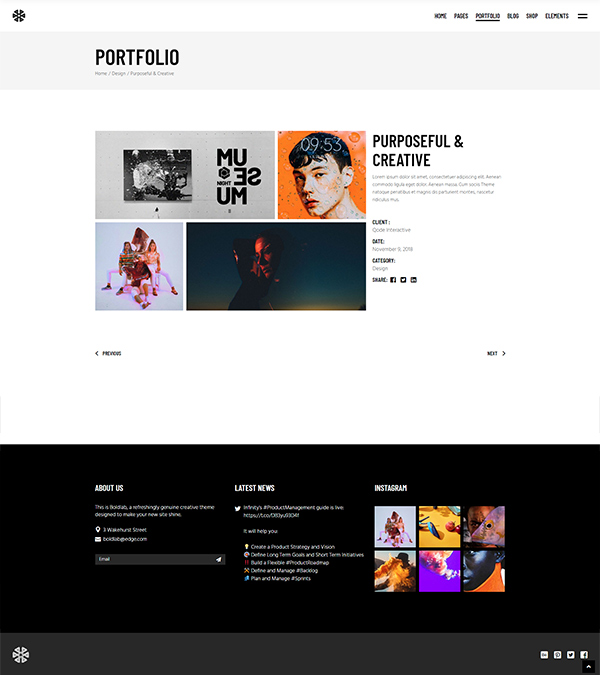 HOME PAGES PORTFOLIO BLOG SHOP ELEMENTS
PORTFOLIO
Home / Design / Purposeful & Creative
MU
NIGHT SE
UM
09:53
PURPOSEFUL &
CREATIVE
Lorem ipsum dolor sit amet, consectetuer adipiscing elit. Aenean
commodo ligula eget dolor. Aenean massa. Cum sociis Theme
natoque penatibus et magnis dis parturient montes, nascetur
ridiculus mus.
CLIENT :
Qode Interactive
DATE:
November 9, 2018
CATEGORY:
Design
SHARE:
PREVIOUS
NEXT
ABOUT US
This is Boldlab, a refreshingly genuine creative theme
designed to make your new site shine.
3 Wakehurst Street
boldlab@edge.com
Email
LATEST NEWS
Infinity's #ProductManagement guide is live:
It will help you:
Create a Product Strategy and Vision
Define Long Term Goals and Short Term Initiatives
Build a Flexible #ProductRoadmap
Define and Manage #Backlog
Plan and Manage #Sprints
INSTAGRAM